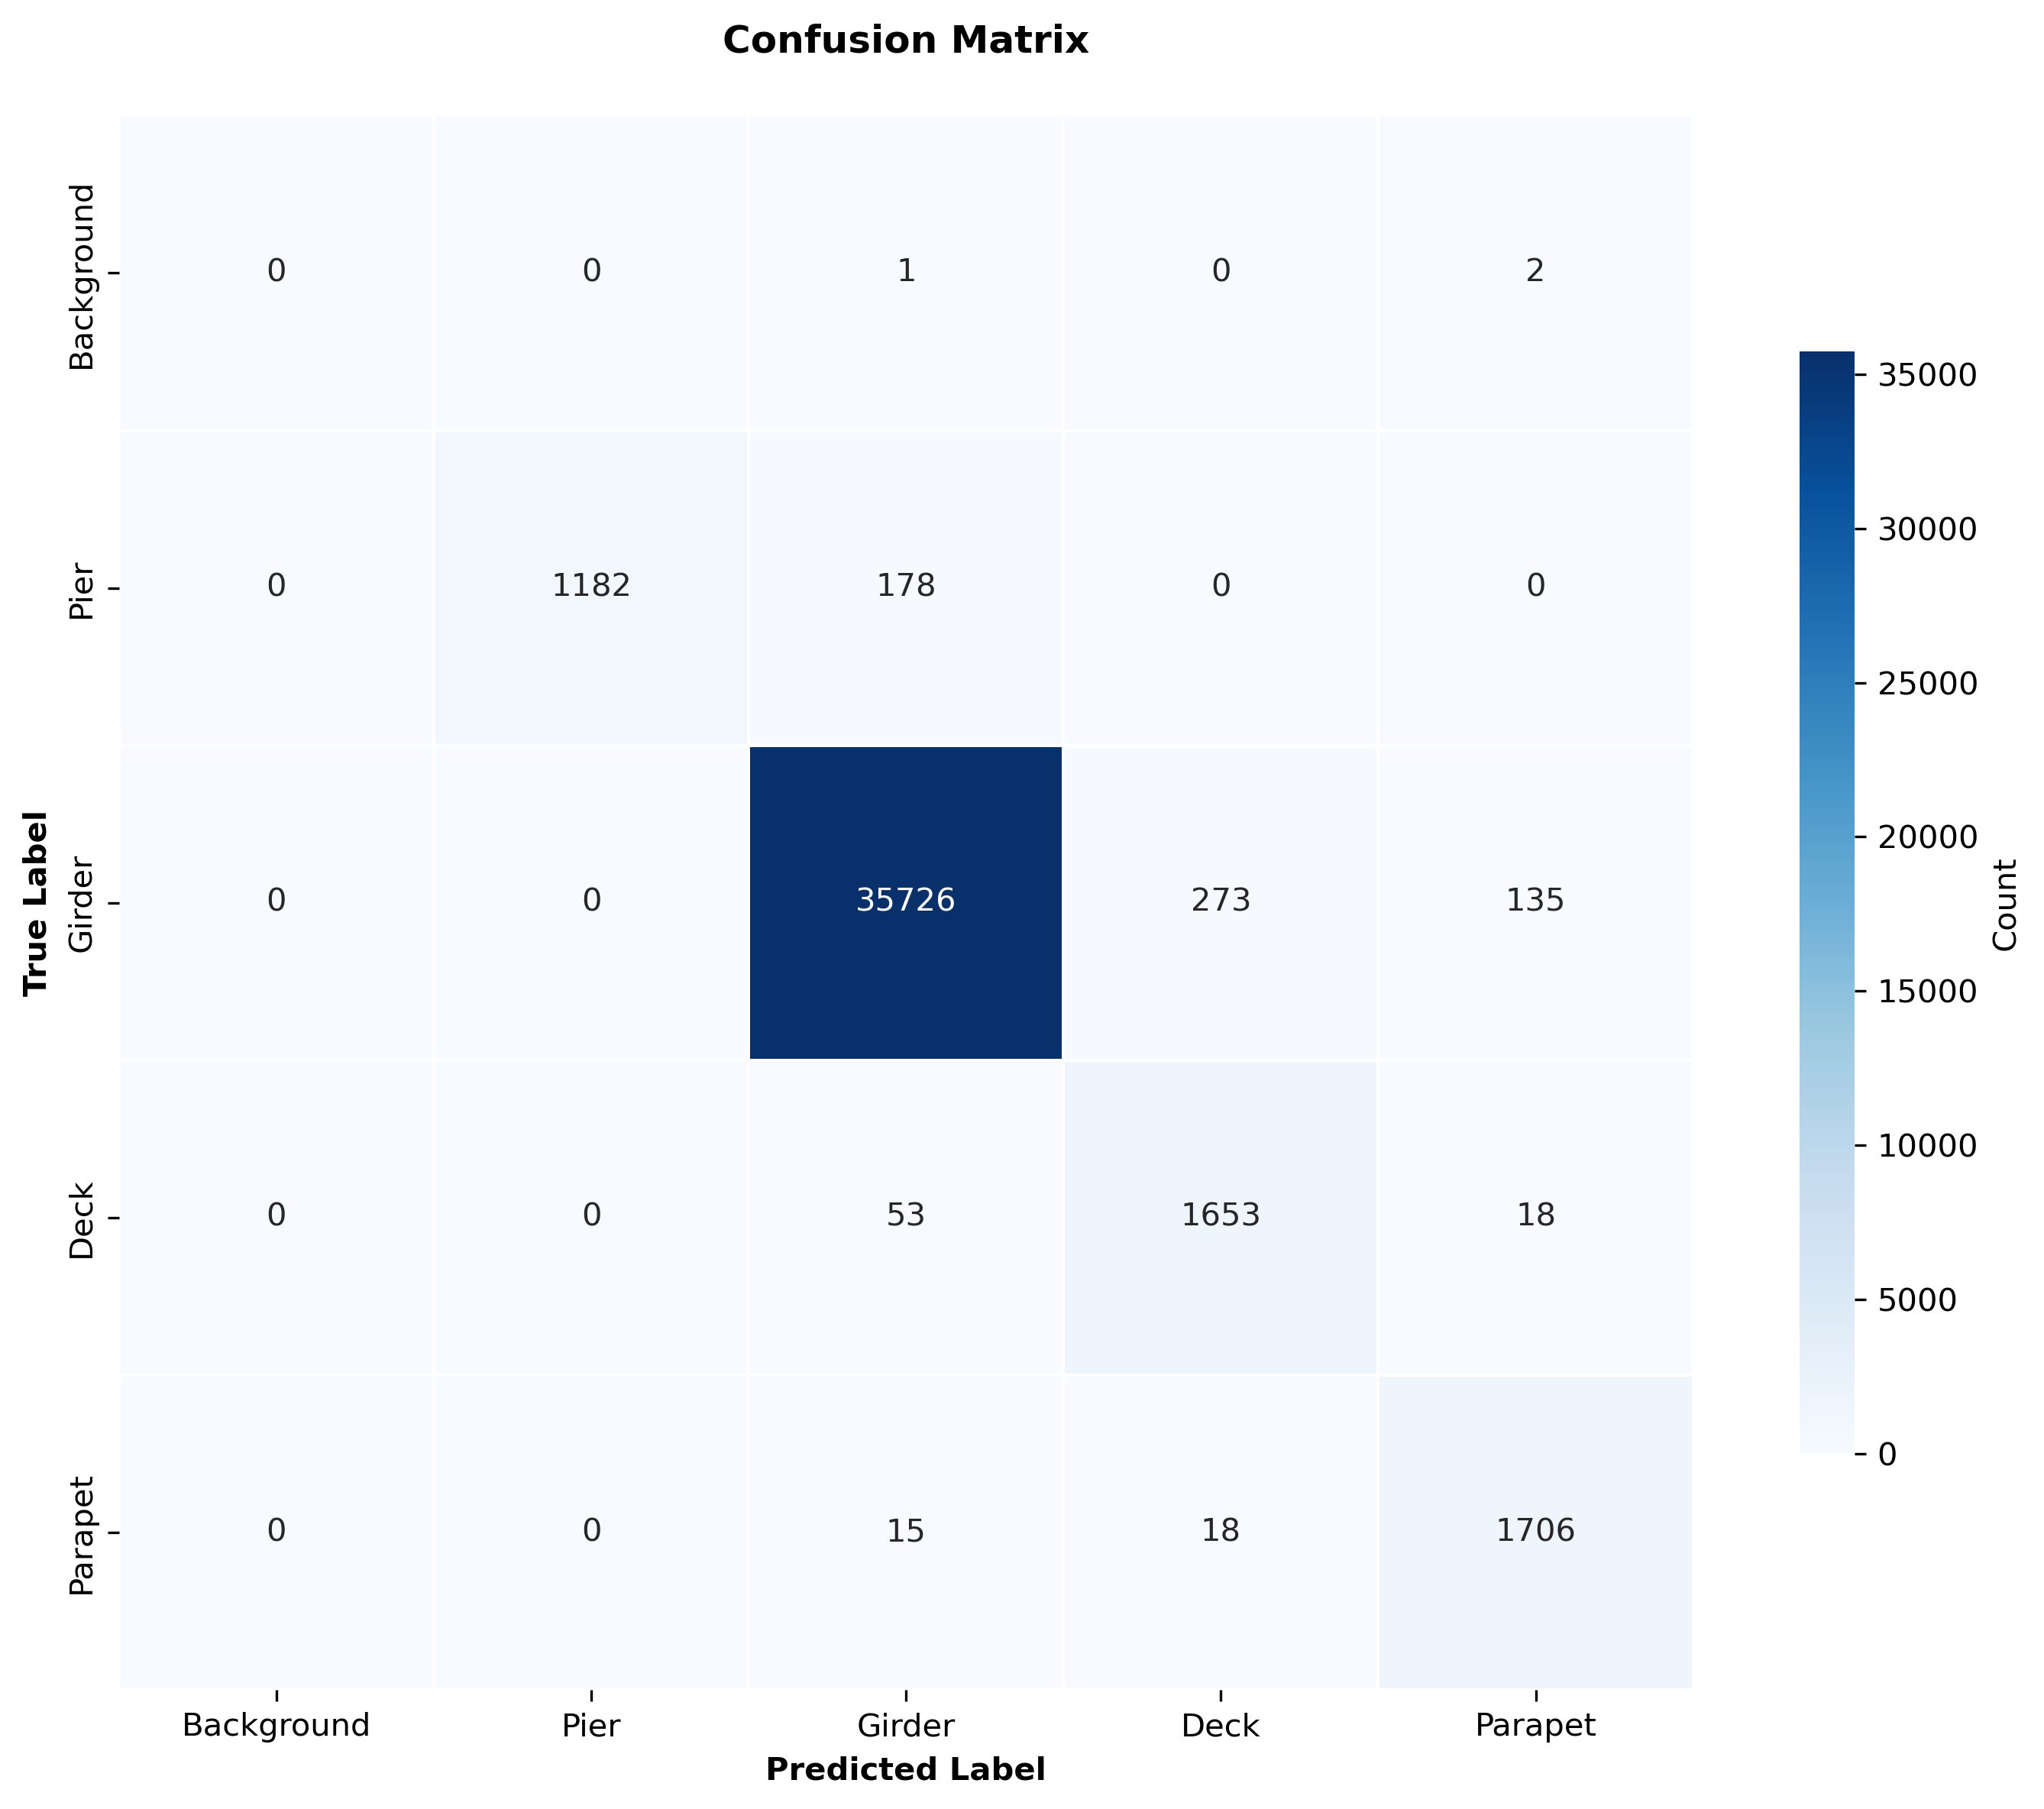 Confusion Matrix
Background
0 0 1 0 2
Pier
0 1182 178 0 0
Girder
0 0 35726 273 135
Deck
0 0 53 1653 18
Parapet
0 0 15 18 1706
True Label
Background Pier Girder Deck Parapet
Predicted Label
35000
30000
25000
20000
15000
10000
5000
0
Count